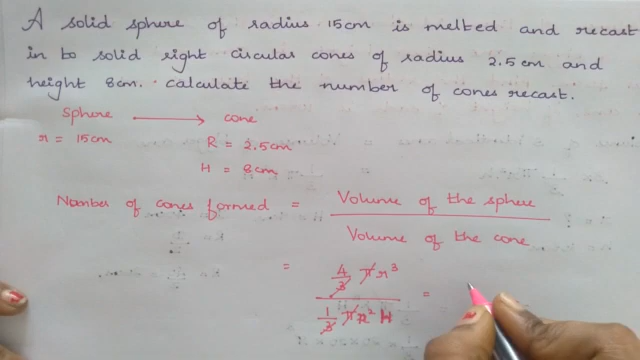 A solid sphere of radius 15cm is melted and recast
in to solid right circular cones of radius 2.5cm and
height 8cm. calculate the number of cones recast.
sphere ⟶ cone
r = 15cm R = 2.5cm
H = 8cm
Number of cones formed = Volume of the sphere / Volume of the cone
= 4/3 π r³ / 1/3 π R² H =